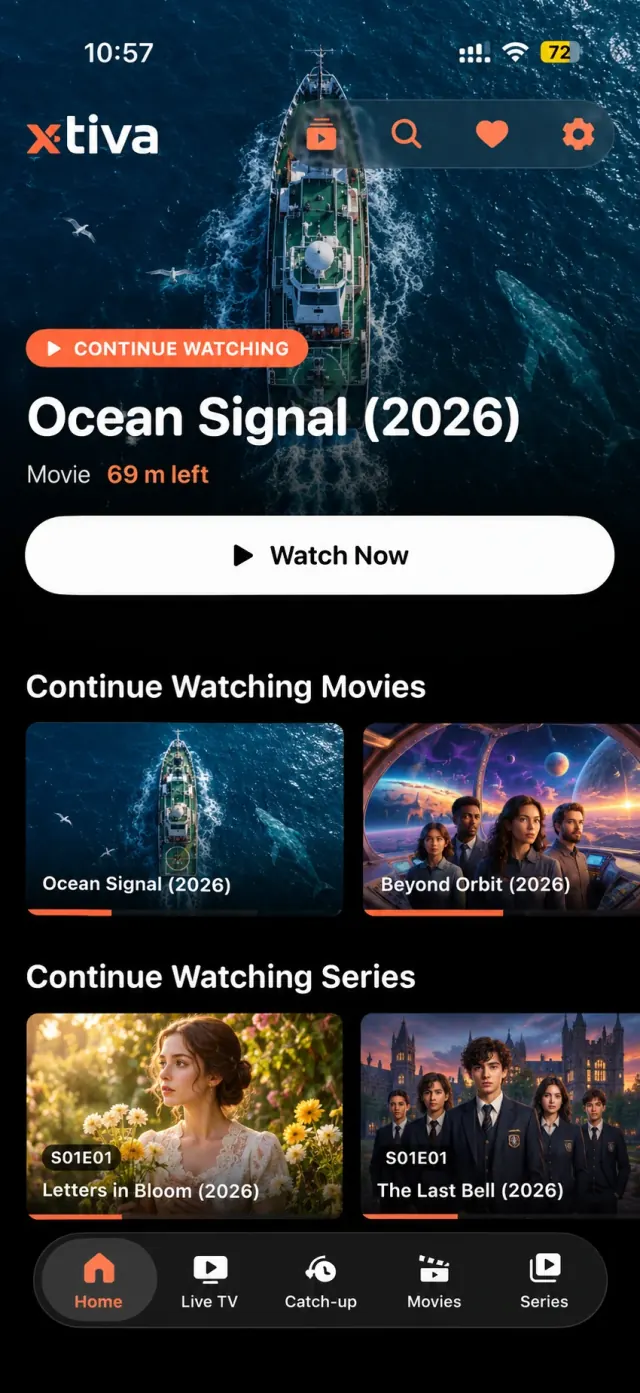 10:57
72
xtiva
CONTINUE WATCHING
Ocean Signal (2026)
Movie 69 m left
Watch Now
Continue Watching Movies
Ocean Signal (2026)
Beyond Orbit (2026)
Continue Watching Series
S01E01
Letters in Bloom (2026)
S01E01
The Last Bell (2026)
Home
Live TV
Catch-up
Movies
Series